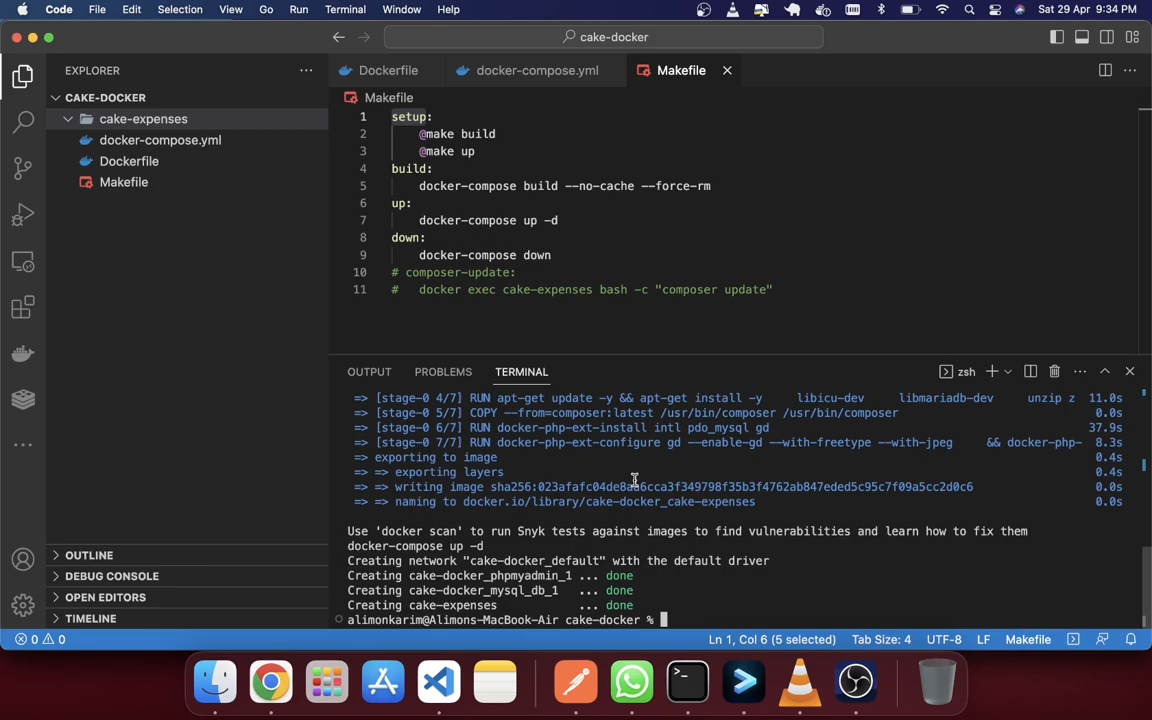 Code File Edit Selection View Go Run Terminal Window Help Sat 29 Apr 9:34 PM
cake-docker
EXPLORER
Dockerfile docker-compose.yml Makefile
CAKE-DOCKER
cake-expenses
docker-compose.yml
Dockerfile
Makefile
Makefile
1 setup:
2 @make build
3 @make up
4 build:
5 docker-compose build --no-cache --force-rm
6 up:
7 docker-compose up -d
8 down:
9 docker-compose down
10 # composer-update:
11 # docker exec cake-expenses bash -c "composer update"
OUTPUT PROBLEMS TERMINAL zsh
=> [stage-0 4/7] RUN apt-get update -y && apt-get install -y libicu-dev libmariadb-dev unzip z 11.0s
=> [stage-0 5/7] COPY --from=composer:latest /usr/bin/composer /usr/bin/composer 0.0s
=> [stage-0 6/7] RUN docker-php-ext-install intl pdo_mysql gd 37.9s
=> [stage-0 7/7] RUN docker-php-ext-configure gd --enable-gd --with-freetype --with-jpeg && docker-php- 8.3s
=> exporting to image 0.4s
=> => exporting layers 0.4s
=> => writing image 0.0s
=> => naming to docker.io/library/cake-docker_cake-expenses 0.0s
Use 'docker scan' to run Snyk tests against images to find vulnerabilities and learn how to fix them
docker-compose up -d
Creating network "cake-docker_default" with the default driver
Creating cake-docker_phpmyadmin_1 ... done
Creating cake-docker_mysql_db_1 ... done
Creating cake-expenses ... done
alimonkarim@Alimons-MacBook-Air cake-docker %
OUTLINE
DEBUG CONSOLE
OPEN EDITORS
TIMELINE
0 0 Ln 1, Col 6 (5 selected) Tab Size: 4 UTF-8 LF Makefile